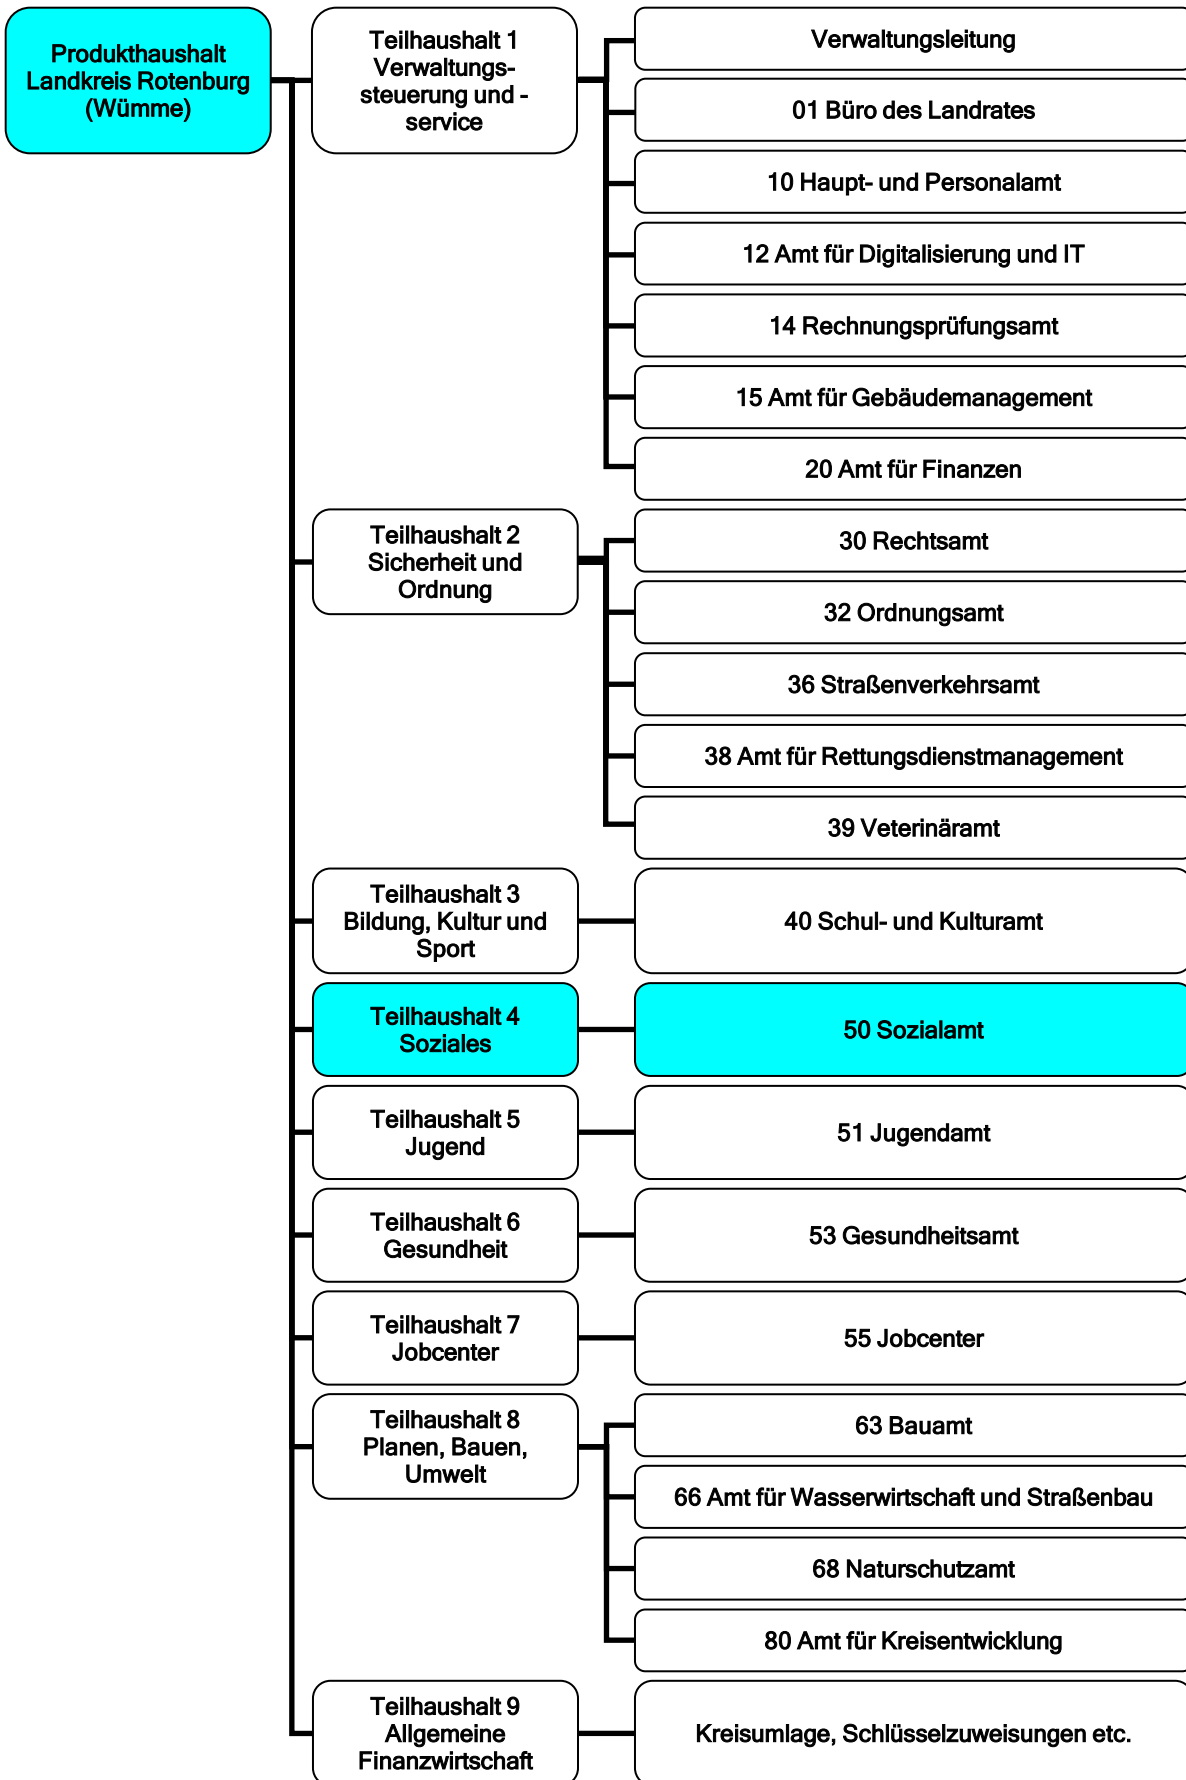 Produkthaushalt
Landkreis Rotenburg
(Wümme)
Teilhaushalt 1
Verwaltungs-
steuerung und -
service
Verwaltungsleitung
01 Büro des Landrates
10 Haupt- und Personalamt
12 Amt für Digitalisierung und IT
14 Rechnungsprüfungsamt
15 Amt für Gebäudemanagement
20 Amt für Finanzen
Teilhaushalt 2
Sicherheit und
Ordnung
30 Rechtsamt
32 Ordnungsamt
36 Straßenverkehrsamt
38 Amt für Rettungsdienstmanagement
39 Veterinäramt
Teilhaushalt 3
Bildung, Kultur und
Sport
40 Schul- und Kulturamt
Teilhaushalt 4
Soziales
50 Sozialamt
Teilhaushalt 5
Jugend
51 Jugendamt
Teilhaushalt 6
Gesundheit
53 Gesundheitsamt
Teilhaushalt 7
Jobcenter
55 Jobcenter
Teilhaushalt 8
Planen, Bauen,
Umwelt
63 Bauamt
66 Amt für Wasserwirtschaft und Straßenbau
68 Naturschutzamt
80 Amt für Kreisentwicklung
Teilhaushalt 9
Allgemeine
Finanzwirtschaft
Kreisumlage, Schlüsselzuweisungen etc.